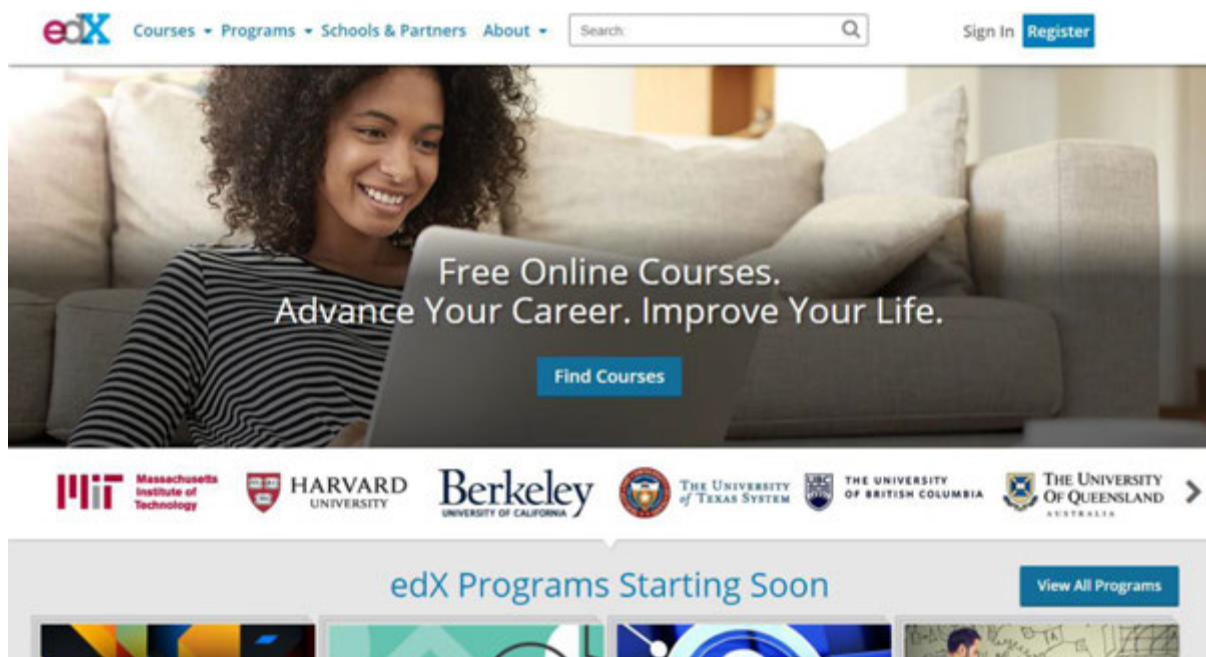 edX
Courses Programs Schools & Partners About
Search:
Sign In Register
Free Online Courses.
Advance Your Career. Improve Your Life.
Find Courses
MIT
Massachusetts
Institute of
Technology
HARVARD
UNIVERSITY
Berkeley
UNIVERSITY OF CALIFORNIA
THE UNIVERSITY
of TEXAS SYSTEM
UBC
THE UNIVERSITY
OF BRITISH COLUMBIA
THE UNIVERSITY
OF QUEENSLAND
AUSTRALIA
edX Programs Starting Soon
View All Programs